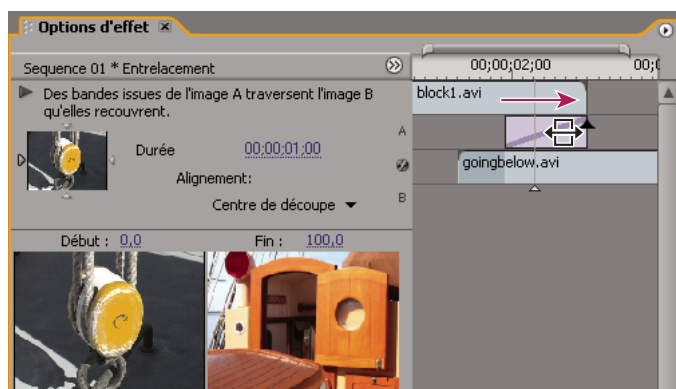 Options d'effet
Sequence 01 * Entrelacement
00;00;02;00
00;
Des bandes issues de l'image A traversent l'image B
qu'elles recouvrent.
block1.avi
A
Durée
00;00;01;00
goingbelow.avi
Alignement:
Centre de découpe
B
Début : 0,0
Fin : 100,0